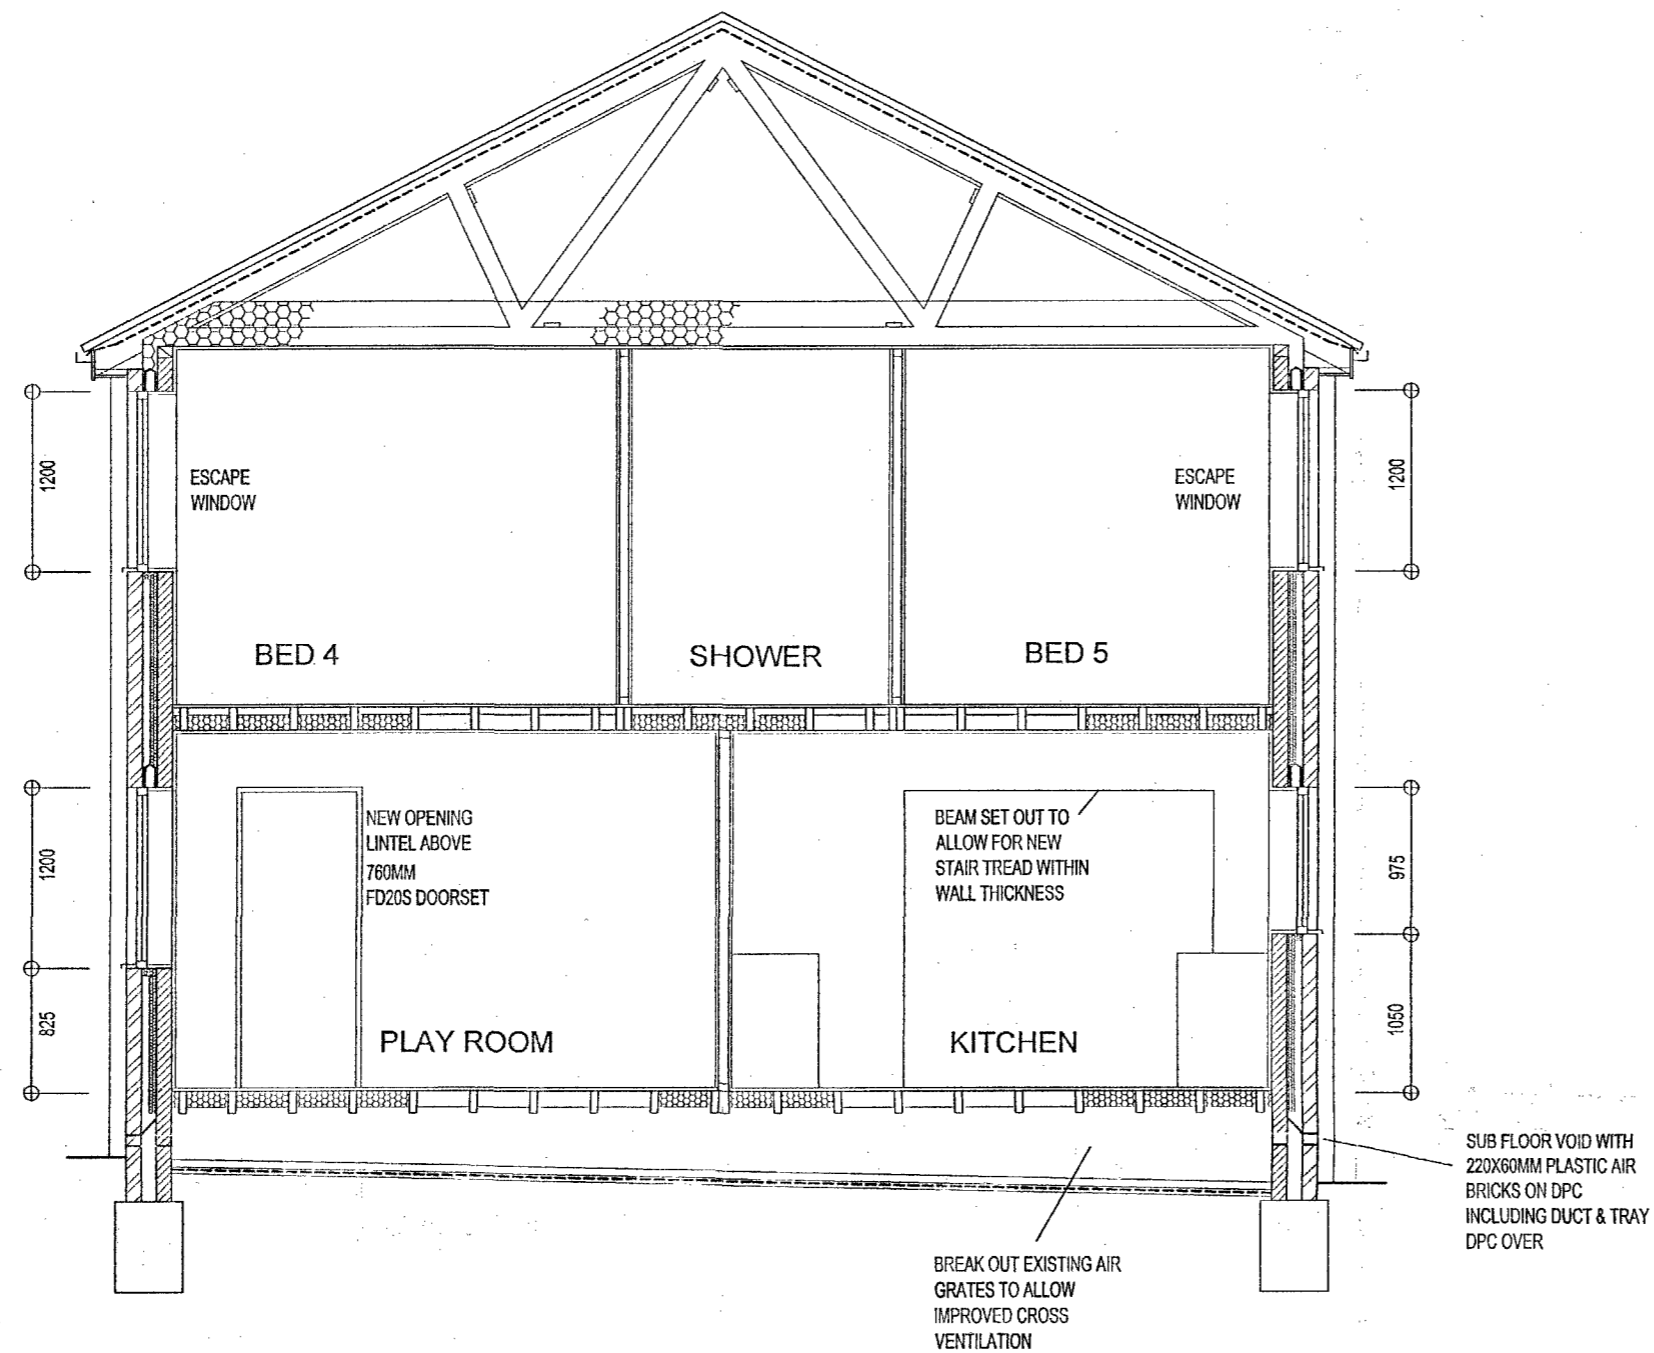 1200
ESCAPE
WINDOW
ESCAPE
WINDOW
1200
BED 4
SHOWER
BED 5
1200
NEW OPENING
LINTEL ABOVE
760MM
FD20S DOORSET
BEAM SET OUT TO
ALLOW FOR NEW
STAIR TREAD WITHIN
WALL THICKNESS
975
825
PLAY ROOM
KITCHEN
1050
SUB FLOOR VOID WITH
220X60MM PLASTIC AIR
BRICKS ON DPC
INCLUDING DUCT & TRAY
DPC OVER
BREAK OUT EXISTING AIR
GRATES TO ALLOW
IMPROVED CROSS
VENTILATION